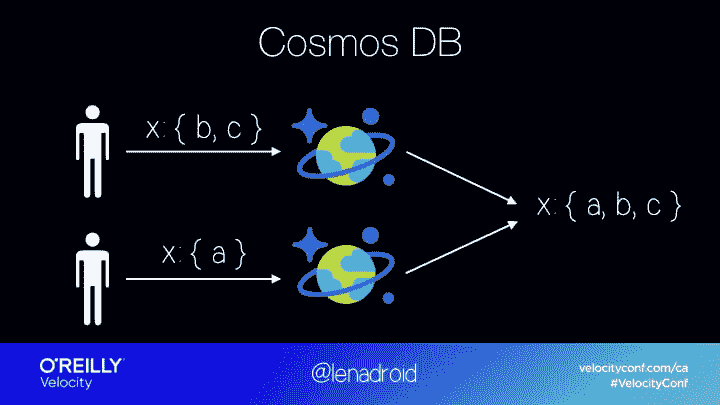 Cosmos DB
x: { b, c }
x: { a, b, c }
x: { a }
O'REILLY
Velocity
@lenadroid
velocityconf.com/ca
#VelocityConf